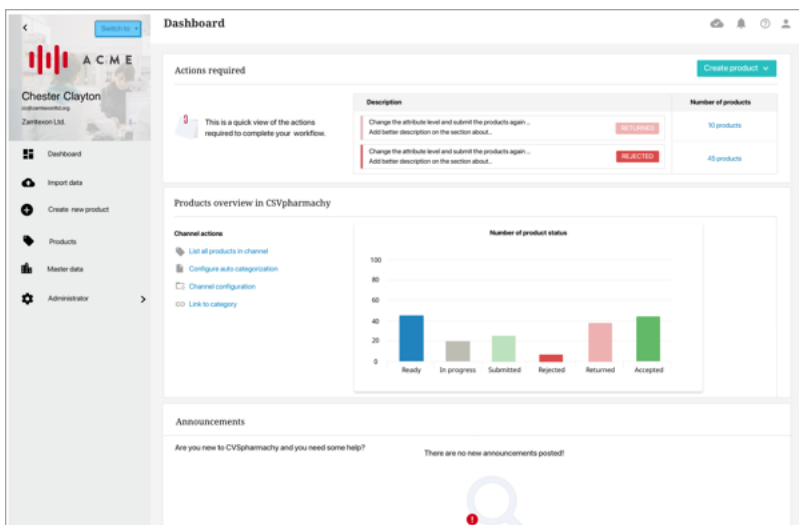 Switch to
Dashboard
ACME
Chester Clayton
Zamtexon Ltd.
Dashboard
Import data
Create new product
Products
Master data
Administrator
Actions required
Create product
This is a quick view of the actions
required to complete your workflow.
Description
Number of products
Change the attribute level and submit the products again ...
Add better description on the section about...
RETURNED
10 products
Change the attribute level and submit the products again ...
Add better description on the section about...
REJECTED
45 products
Products overview in CSVpharmachy
Channel actions
List all products in channel
Configure auto categorization
Channel configuration
Link to category
Number of product status
100
80
60
40
20
0
Ready
In progress
Submitted
Rejected
Returned
Accepted
Announcements
Are you new to CVSpharmachy and you need some help?
There are no new announcements posted!